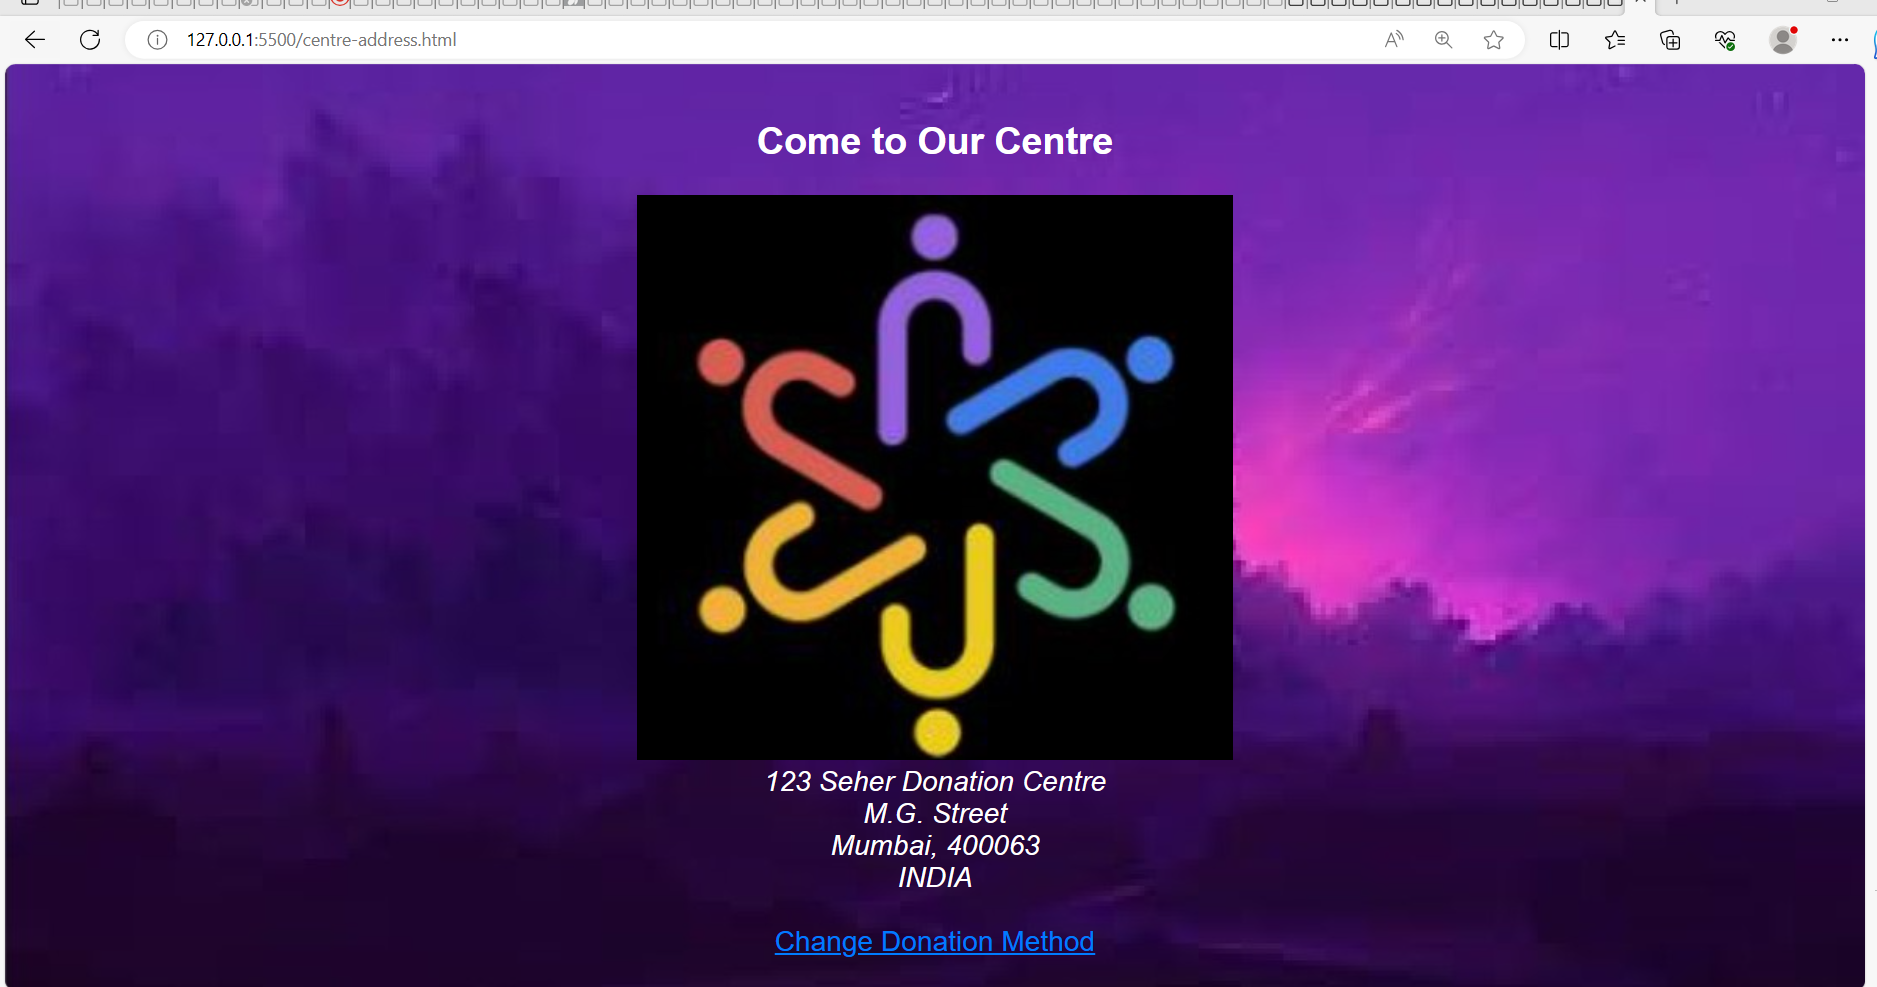 127.0.0.1:5500/centre-address.html
Come to Our Centre
123 Seher Donation Centre
M.G. Street
Mumbai, 400063
INDIA
Change Donation Method